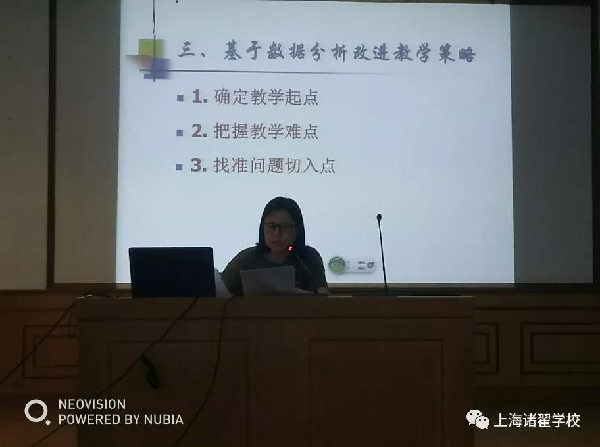 三、基于数据分析改进教学策略
1. 确定教学起点
2. 把握教学难点
3. 找准问题切入点
NEOVISION
POWERED BY NUBIA
上海诸翟学校